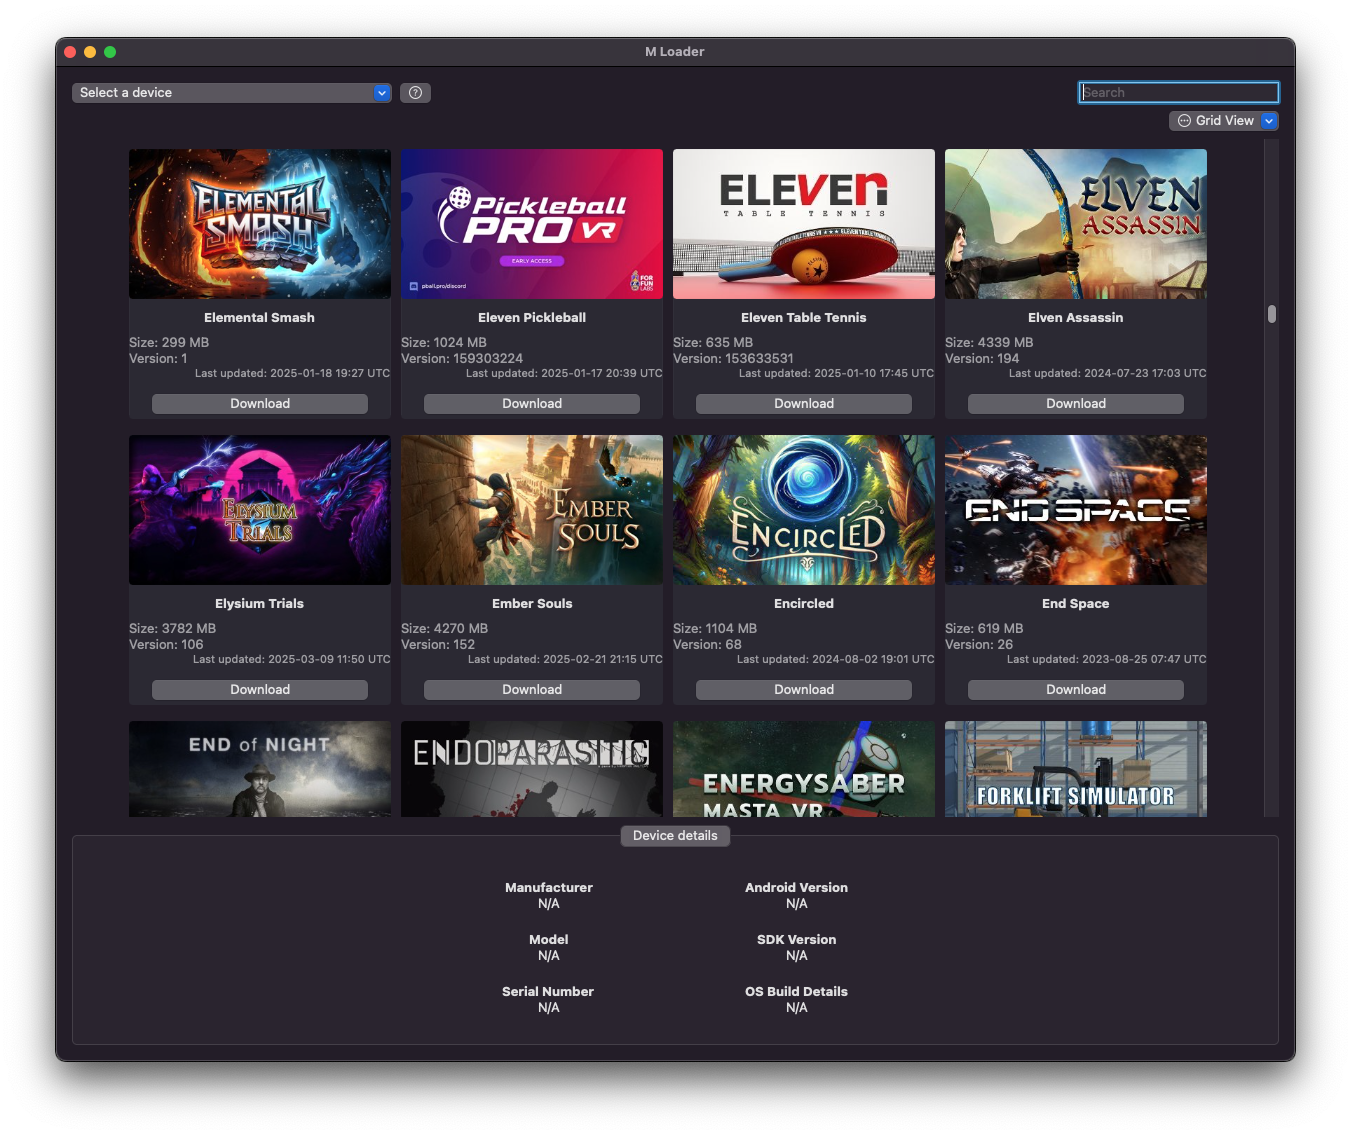 M Loader
Select a device
Search
Grid View
ELEMENTAL
SMASH
Pickleball
PRO VR
EARLY ACCESS
pball.pro/discord
FOR
FUN
LABS
ELEVEN
TABLE TENNIS
ELEVEN
ELVEN
ASSASSIN
Elemental Smash
Eleven Pickleball
Eleven Table Tennis
Elven Assassin
Size: 299 MB
Version: 1
Last updated: 2025-01-18 19:27 UTC
Size: 1024 MB
Version: 159303224
Last updated: 2025-01-17 20:39 UTC
Size: 635 MB
Version: 153633531
Last updated: 2025-01-10 17:45 UTC
Size: 4339 MB
Version: 194
Last updated: 2024-07-23 17:03 UTC
Download
Download
Download
Download
ELYSIUM
TRIALS
EMBER
SOULS
ENCIRCLED
END SPACE
Elysium Trials
Ember Souls
Encircled
End Space
Size: 3782 MB
Version: 106
Last updated: 2025-03-09 11:50 UTC
Size: 4270 MB
Version: 152
Last updated: 2025-02-21 21:15 UTC
Size: 1104 MB
Version: 68
Last updated: 2024-08-02 19:01 UTC
Size: 619 MB
Version: 26
Last updated: 2023-08-25 07:47 UTC
Download
Download
Download
Download
END of NIGHT
ENDOPARASITIC
ENERGYSABER
MASTA VR
FORKLIFT SIMULATOR
Device details
Manufacturer
N/A
Android Version
N/A
Model
N/A
SDK Version
N/A
Serial Number
N/A
OS Build Details
N/A